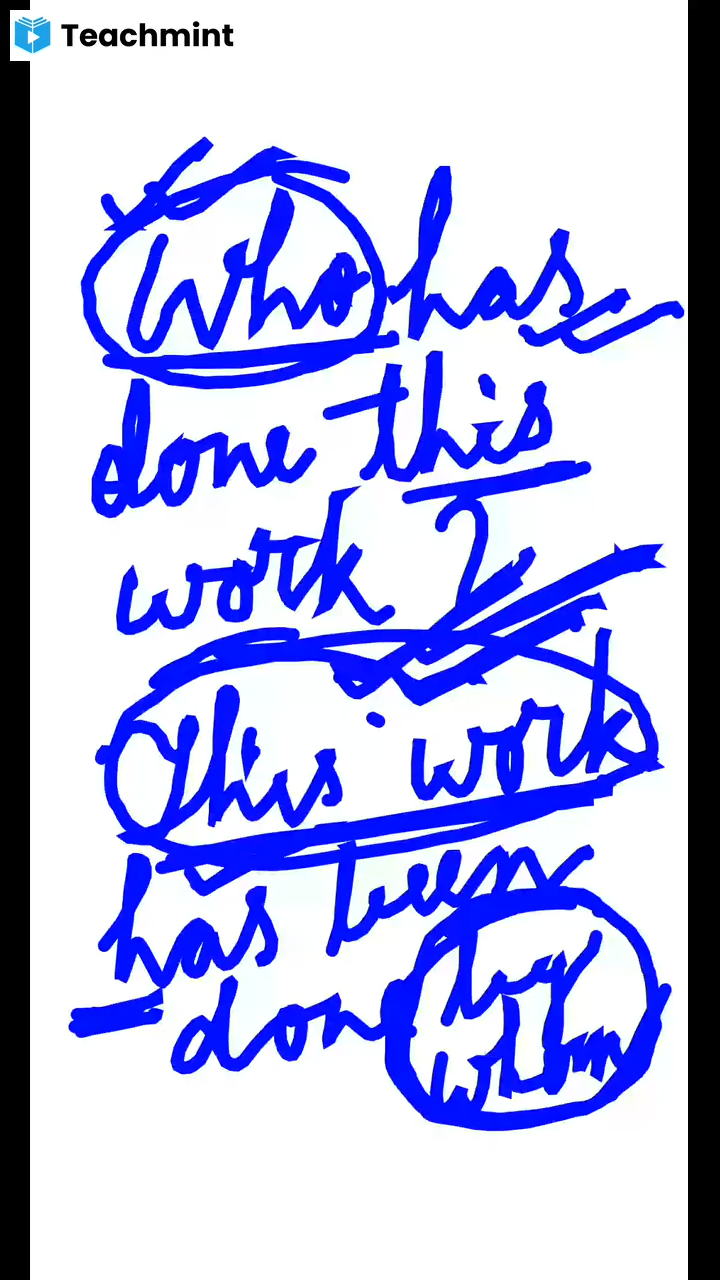 Teachmint
Who has
done this
work ?
This work
has been
done by
whom